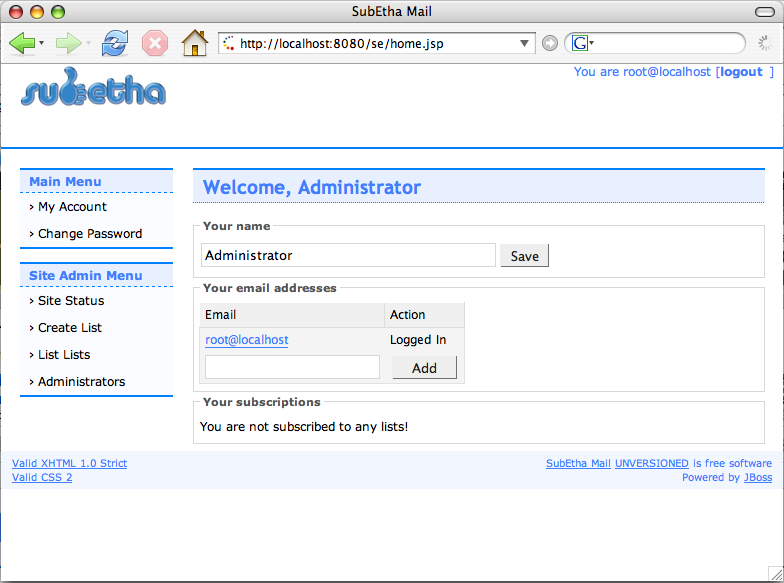 SubEtha Mail
http://localhost:8080/se/home.jsp
G
subetha
You are root@localhost [logout ]
Main Menu
› My Account
› Change Password
Site Admin Menu
› Site Status
› Create List
› List Lists
› Administrators
Welcome, Administrator
Your name
Administrator Save
Your email addresses
Email Action
root@localhost Logged In
Add
Your subscriptions
You are not subscribed to any lists!
Valid XHTML 1.0 Strict
Valid CSS 2
SubEtha Mail UNVERSIONED is free software
Powered by JBoss